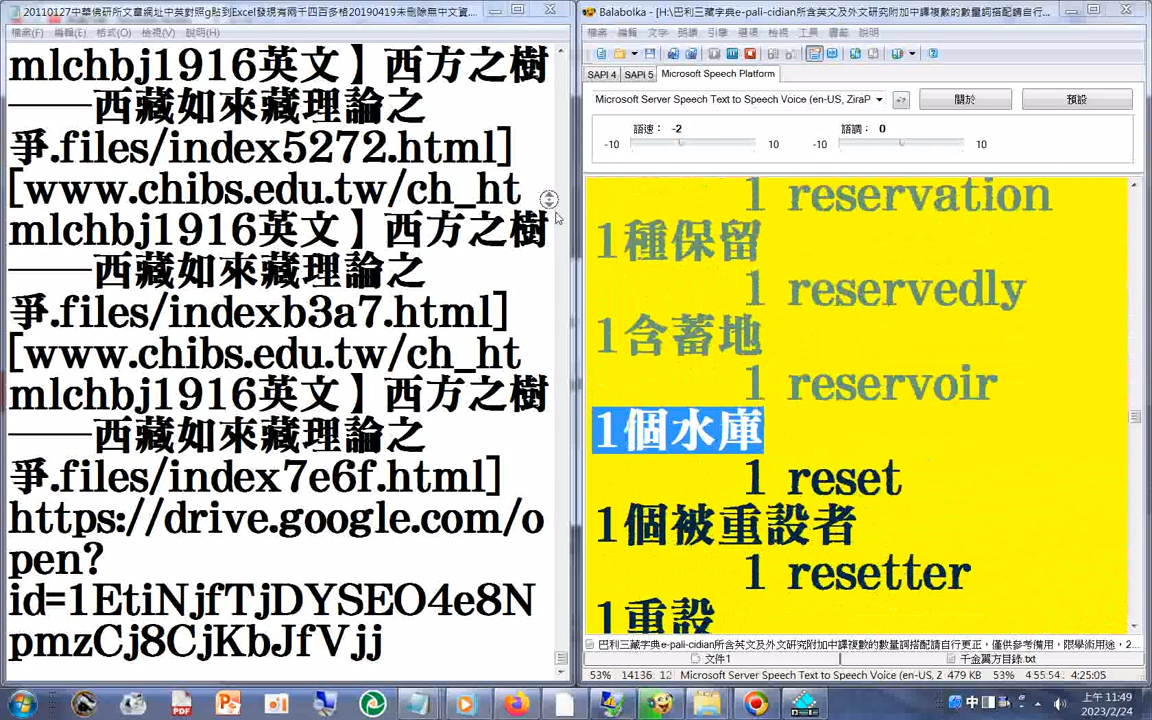 20110127中華佛研所文章網址中英對照g點到Excel發現有兩千四百多格20190419未刪除無中文資...
檔案(F) 編輯(E) 格式(O) 檢視(V) 說明(H)
mlchbj1916英文】西方之樹
——西藏如來藏理論之
爭.files/index5272.html]
[www.chibs.edu.tw/ch_ht
mlchbj1916英文】西方之樹
——西藏如來藏理論之
爭.files/indexb3a7.html]
[www.chibs.edu.tw/ch_ht
mlchbj1916英文】西方之樹
——西藏如來藏理論之
爭.files/index7e6f.html]
https://drive.google.com/o
pen?
id=1EtiNjfTjDYSEO4e8N
pmzCj8CjKbJfVjj
Balabolka - [H:\巴利三藏字典e-pali-cidian所含英文及外文研究附加中譯複數的數量詞搭配請自行...
檔案 編輯 文字 朗讀 引擎 選項 檢視 工具 書籤 說明
SAPI 4 SAPI 5 Microsoft Speech Platform
Microsoft Server Speech Text to Speech Voice (en-US, ZiraP
關於 預設
語速： -2 語調： 0
-10 10 -10 10
1 reservation
1種保留
1 reservedly
1含蓄地
1 reservoir
1個水庫
1 reset
1個被重設者
1 resetter
1重設
巴利三藏字典e-pali-cidian所含英文及外文研究附加中譯複數的數量詞搭配請自行更正，僅供參考備用，限學術用途，2...
文件1 千金翼方目錄.txt
53% 14136: 12 Microsoft Server Speech Text to Speech Voice (en-US, Z 479 KB 53% 4:55:54 4:25:05
中
上午 11:49
2023/2/24